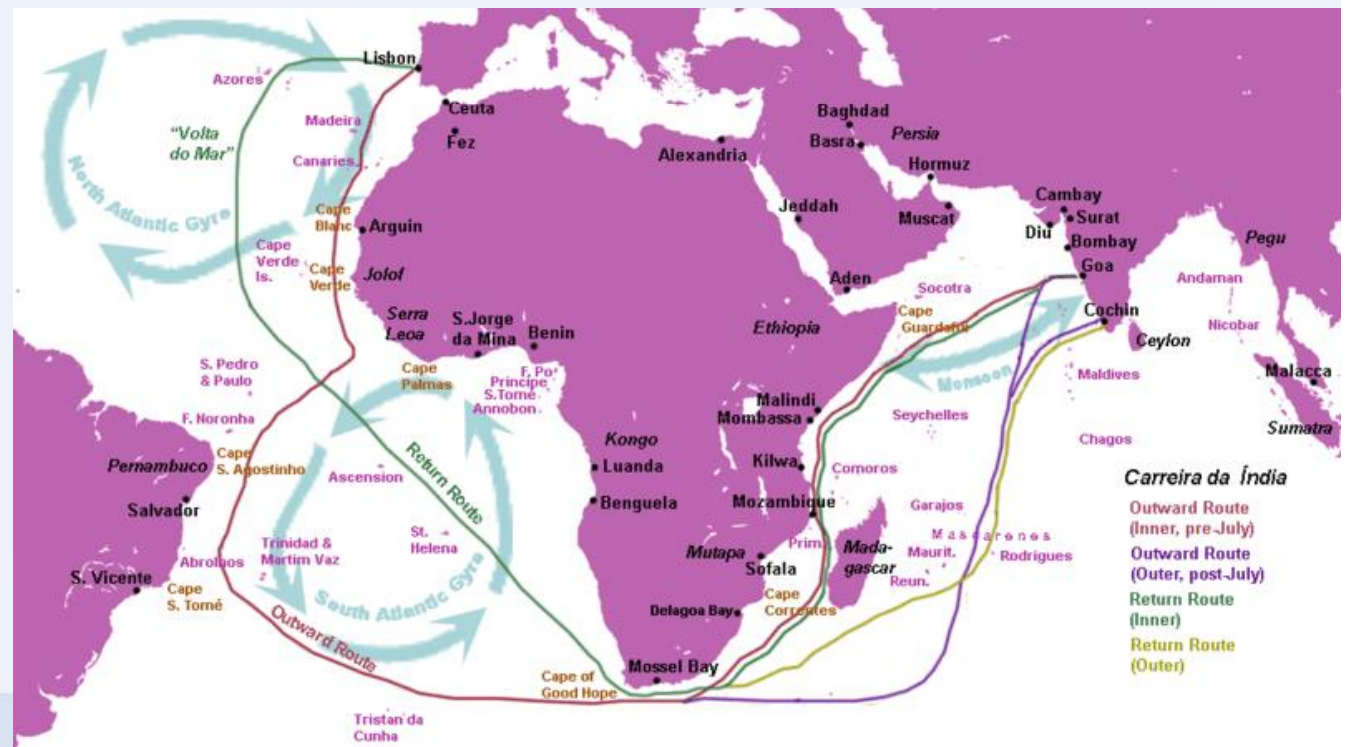 Lisbon
Azores
Ceuta
Madeira
Fez
"Volta
do Mar"
Canaries
North Atlantic Gyre
Cape
Blanc
Arguin
Cape
Verde
Is.
Cape
Verde
Jolof
Serra
Leoa
S.Jorge
da Mina
Benin
S. Pedro
& Paulo
Cape
Palmas
F. Po
Principe
S.Tomé
Annobon
F. Noronha
Cape
S. Agostinho
Pernambuco
Salvador
Ascension
Return Route
Kongo
Luanda
Benguela
St.
Helena
Abrolhos
Trinidad &
Martim Vaz
S. Vicente
Cape
S. Tomé
South Atlantic Gyre
Outward Route
Cape of
Good Hope
Tristan da
Cunha
Mossel Bay
Alexandria
Baghdad
Basra
Persia
Hormuz
Jeddah
Muscat
Aden
Cambay
Surat
Diu
Bombay
Goa
Pegu
Andaman
Socotra
Cape
Guardafui
Cochin
Nicobar
Ceylon
Ethiopia
Monsoon
Maldives
Malacca
Malindi
Mombassa
Seychelles
Chagos
Sumatra
Kilwa
Comoros
Mozambique
Garajos
Mascarenes
Prim.
Mada-
gascar
Maurit.
Rodrigues
Reun.
Mutapa
Sofala
Cape
Correntes
Delagoa Bay
Carreira da Índia
Outward Route
(Inner, pre-July)
Outward Route
(Outer, post-July)
Return Route
(Inner)
Return Route
(Outer)